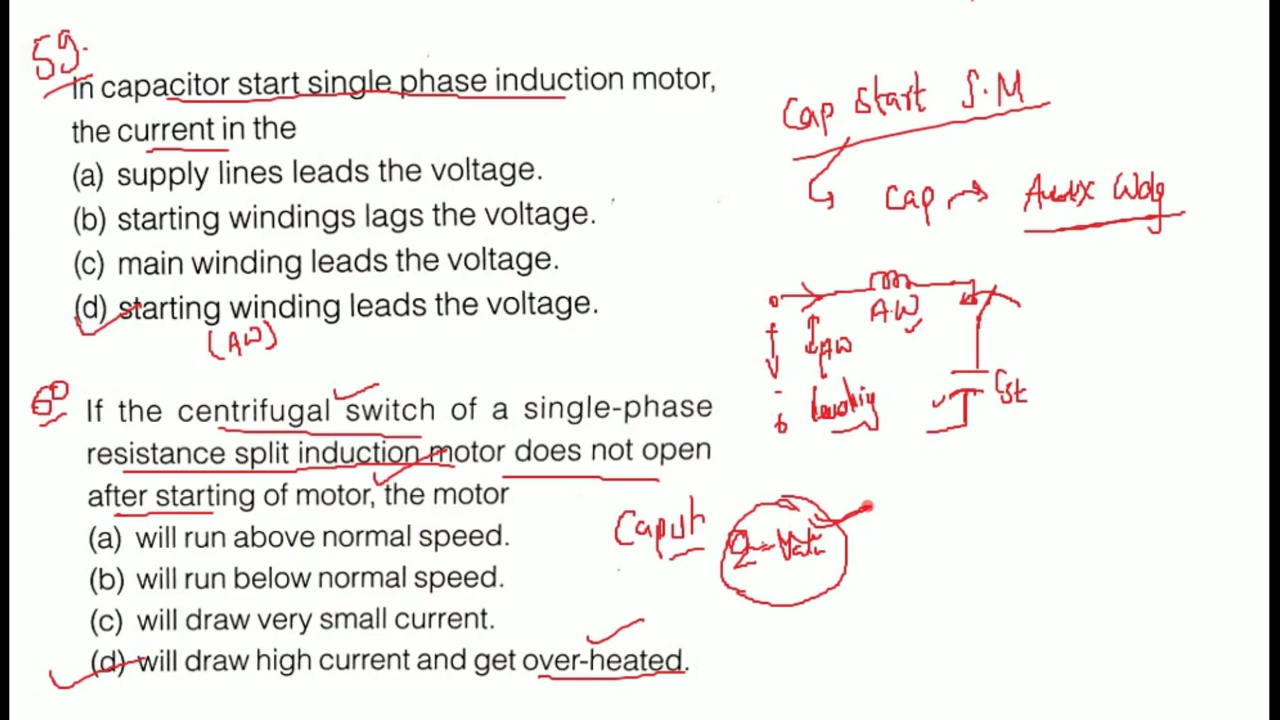 59.
In capacitor start single phase induction motor,
the current in the
(a) supply lines leads the voltage.
(b) starting windings lags the voltage.
(c) main winding leads the voltage.
(d) starting winding leads the voltage.
(AW)
60
If the centrifugal switch of a single-phase
resistance split induction motor does not open
after starting of motor, the motor
(a) will run above normal speed.
(b) will run below normal speed.
(c) will draw very small current.
(d) will draw high current and get over-heated.
Cap Start
Cap → Aux Wdg
A.W
AW
Cst